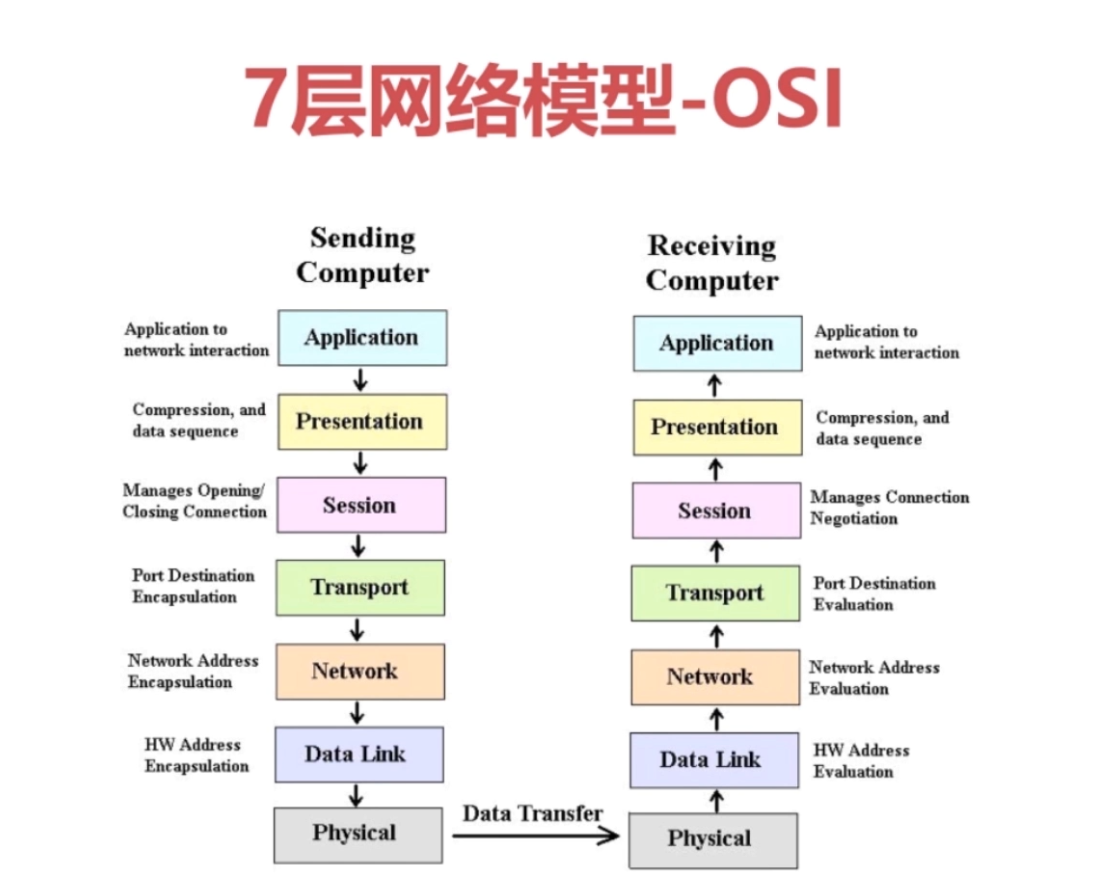 7层网络模型-OSI
Sending
Computer
Application to
network interaction
Application
Compression, and
data sequence
Presentation
Manages Opening/
Closing Connection
Session
Port Destination
Encapsulation
Transport
Network Address
Encapsulation
Network
HW Address
Encapsulation
Data Link
Physical
Data Transfer
Receiving
Computer
Application
Application to
network interaction
Presentation
Compression, and
data sequence
Session
Manages Connection
Negotiation
Transport
Port Destination
Evaluation
Network
Network Address
Evaluation
Data Link
HW Address
Evaluation
Physical